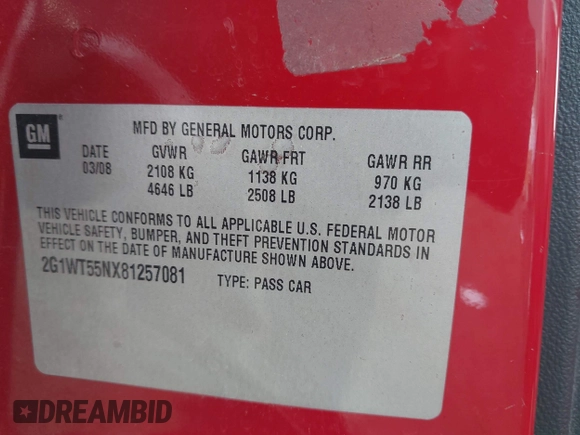 GM
MFD BY GENERAL MOTORS CORP.
DATE GVWR GAWR FRT GAWR RR
03/08 2108 KG 1138 KG 970 KG
4646 LB 2508 LB 2138 LB
THIS VEHICLE CONFORMS TO ALL APPLICABLE U.S. FEDERAL MOTOR
VEHICLE SAFETY, BUMPER, AND THEFT PREVENTION STANDARDS IN
EFFECT ON THE DATE OF MANUFACTURE SHOWN ABOVE.
2G1WT55NX81257081 TYPE: PASS CAR
DREAMBID